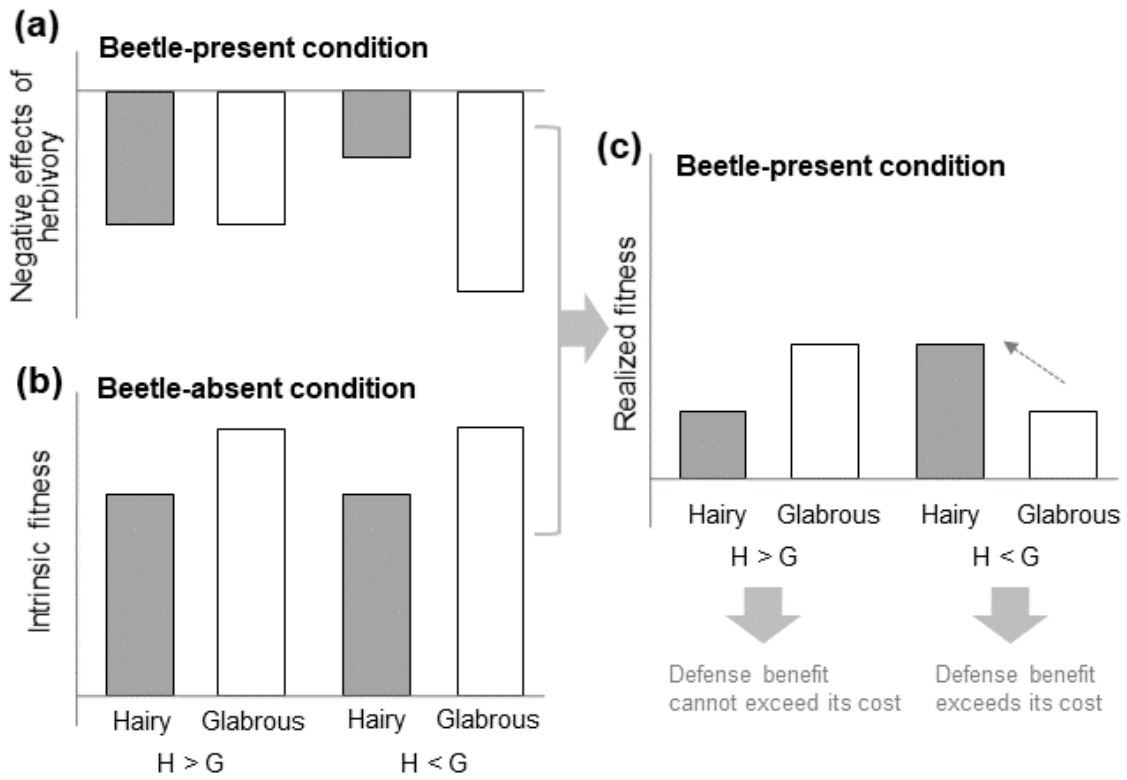 (a)
Beetle-present condition
Negative effects of
herbivory
(b)
Beetle-absent condition
Intrinsic fitness
Hairy Glabrous Hairy Glabrous
H > G H < G
(c)
Beetle-present condition
Realized fitness
Hairy Glabrous Hairy Glabrous
H > G H < G
Defense benefit
cannot exceed its cost
Defense benefit
exceeds its cost